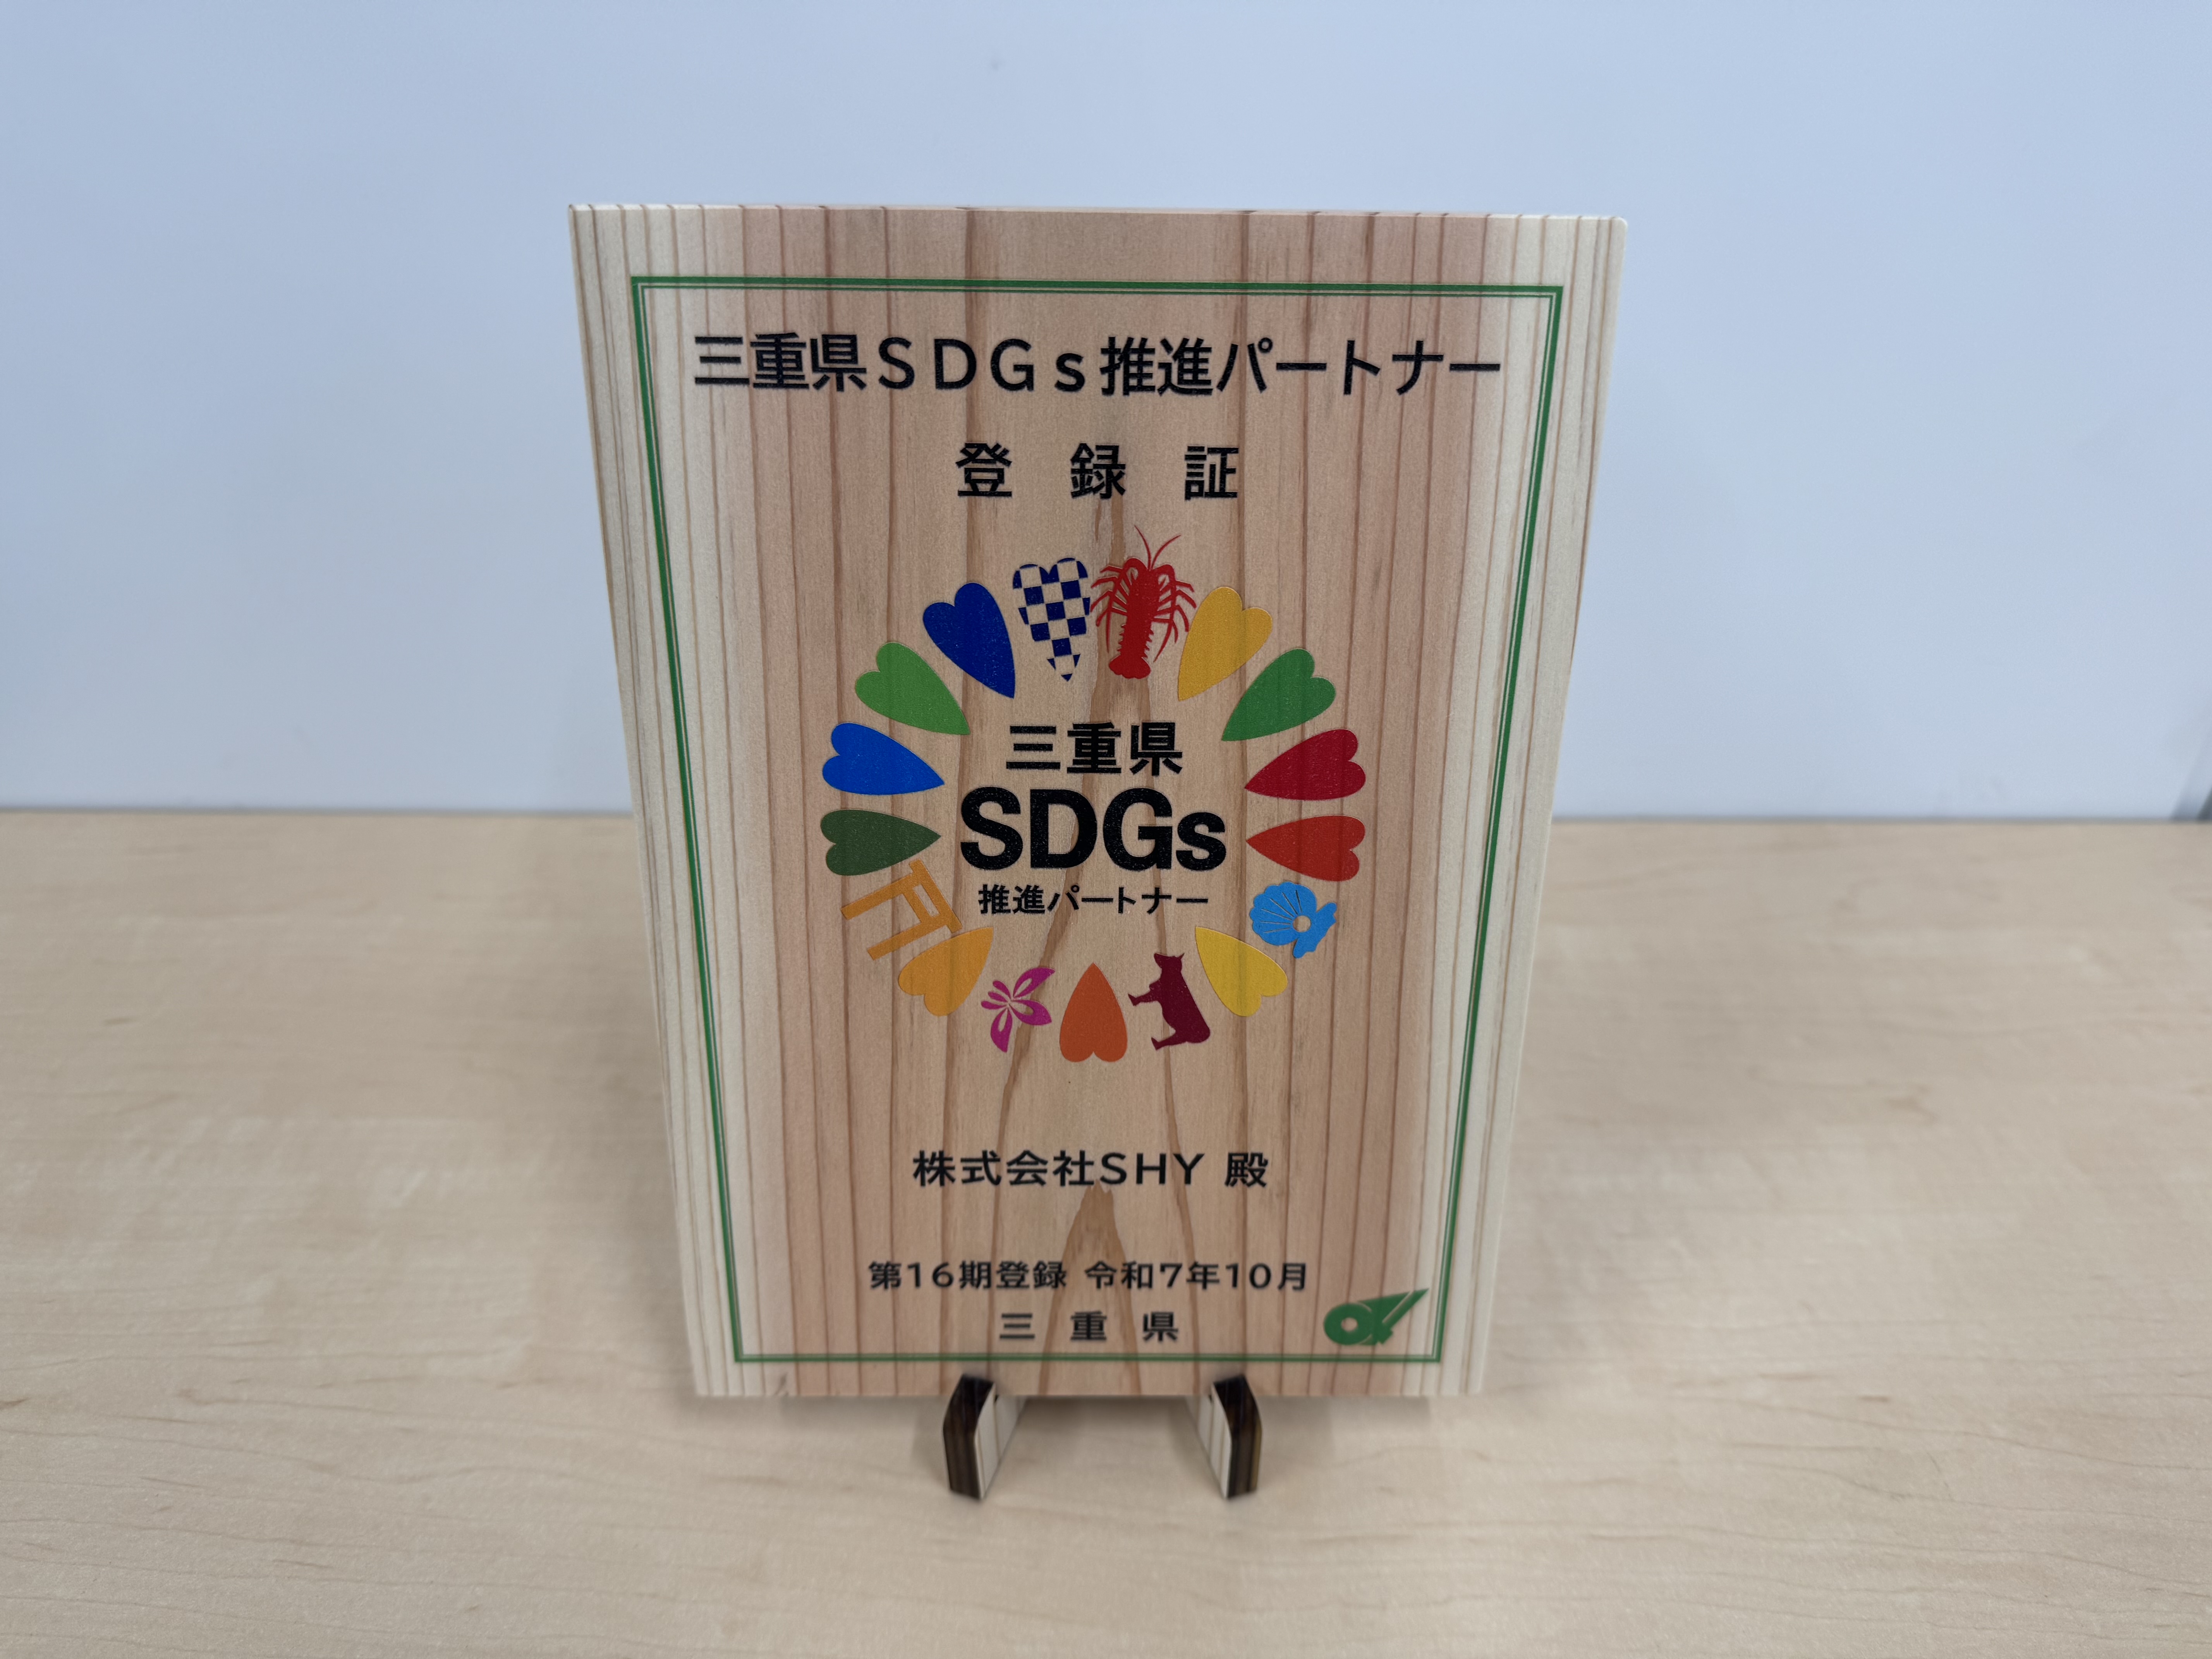 三重県ＳＤＧｓ推進パートナー
登 録 証
三重県
SDGs
推進パートナー
株式会社SHY 殿
第16期登録 令和7年10月
三 重 県